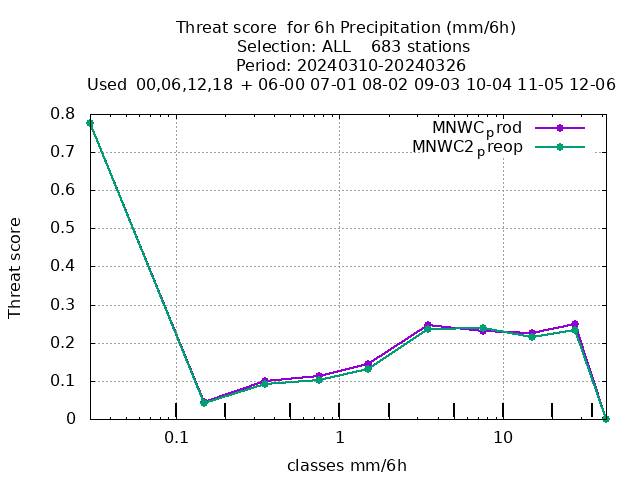 Threat score  for 6h Precipitation (mm/6h)
Selection: ALL    683 stations
Period: 20240310-20240326
Used  00,06,12,18  + 06-00 07-01 08-02 09-03 10-04 11-05 12-06
MNWCprod
MNWC2preop
0.8
0.7
0.6
0.5
0.4
0.3
0.2
0.1
0
Threat score
0.1 1 10
classes mm/6h